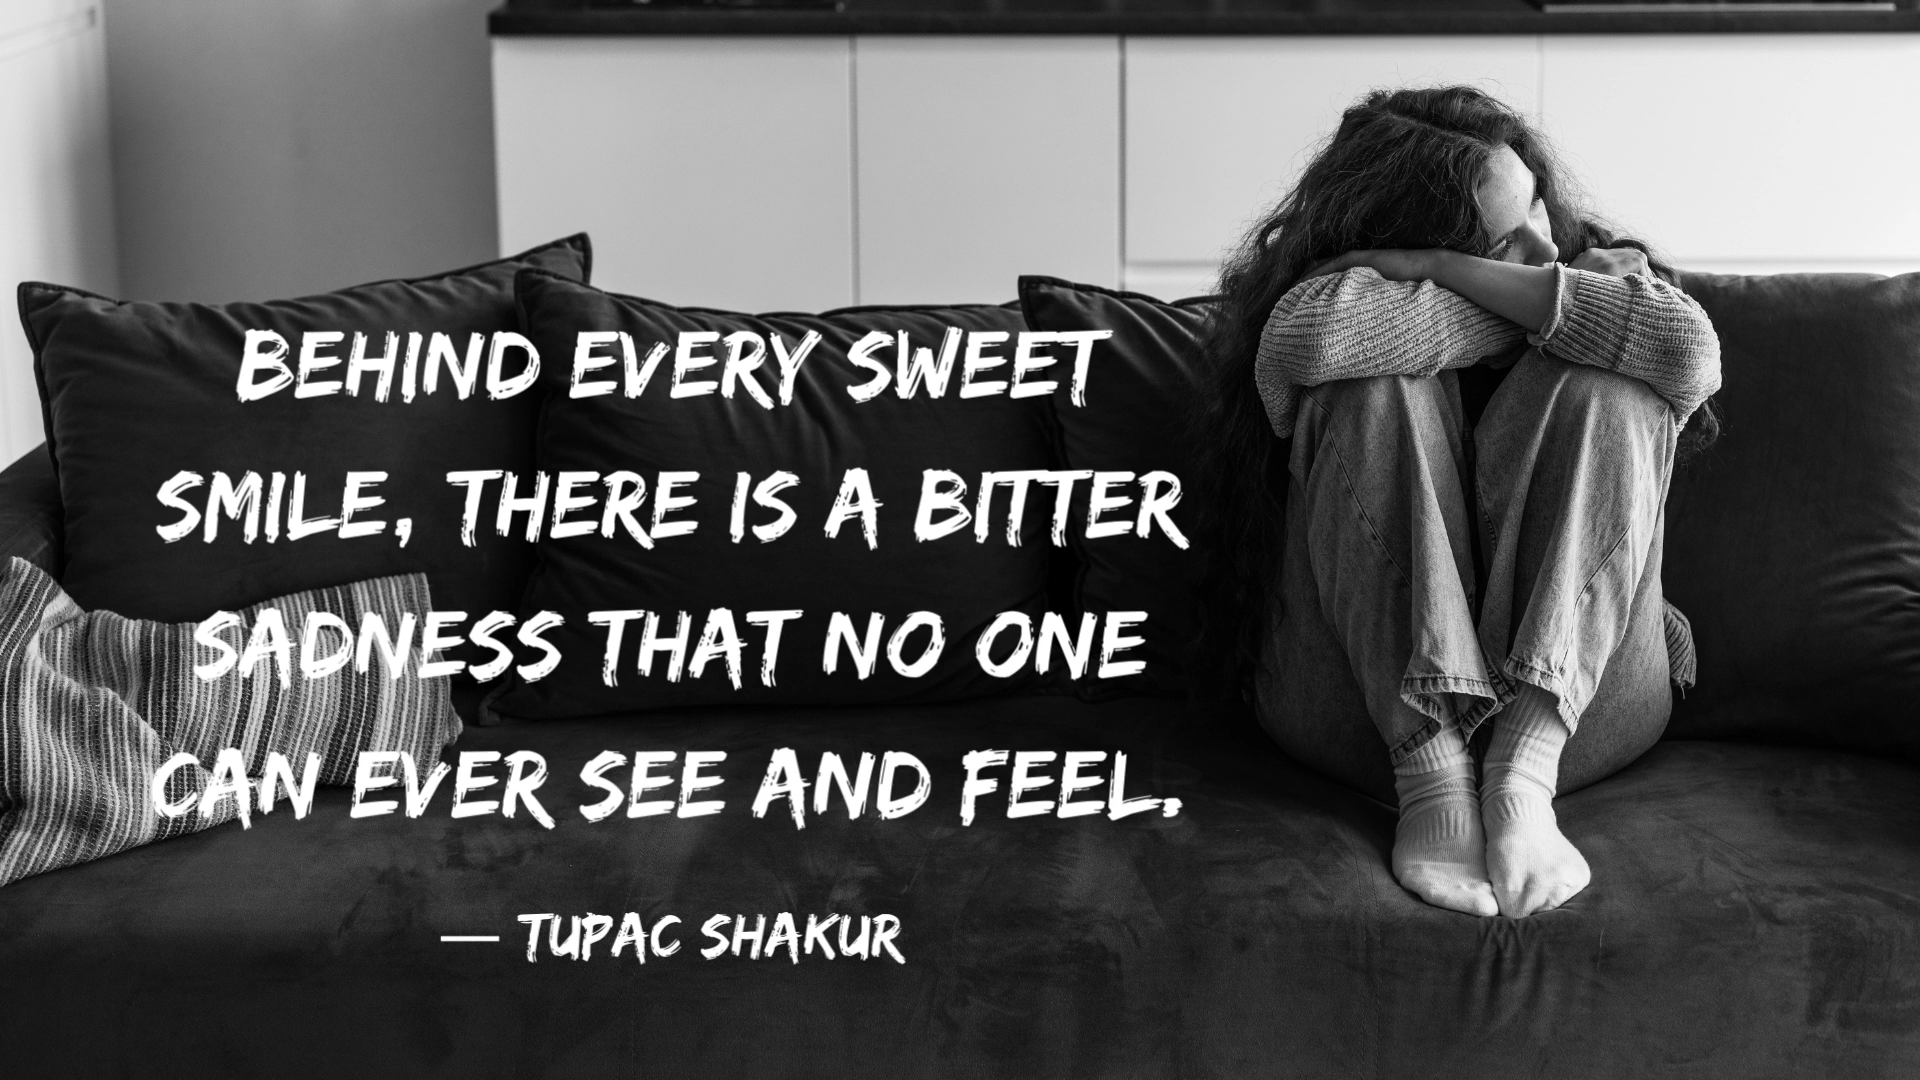 BEHIND EVERY SWEET
SMILE, THERE IS A BITTER
SADNESS THAT NO ONE
CAN EVER SEE AND FEEL.
— TUPAC SHAKUR